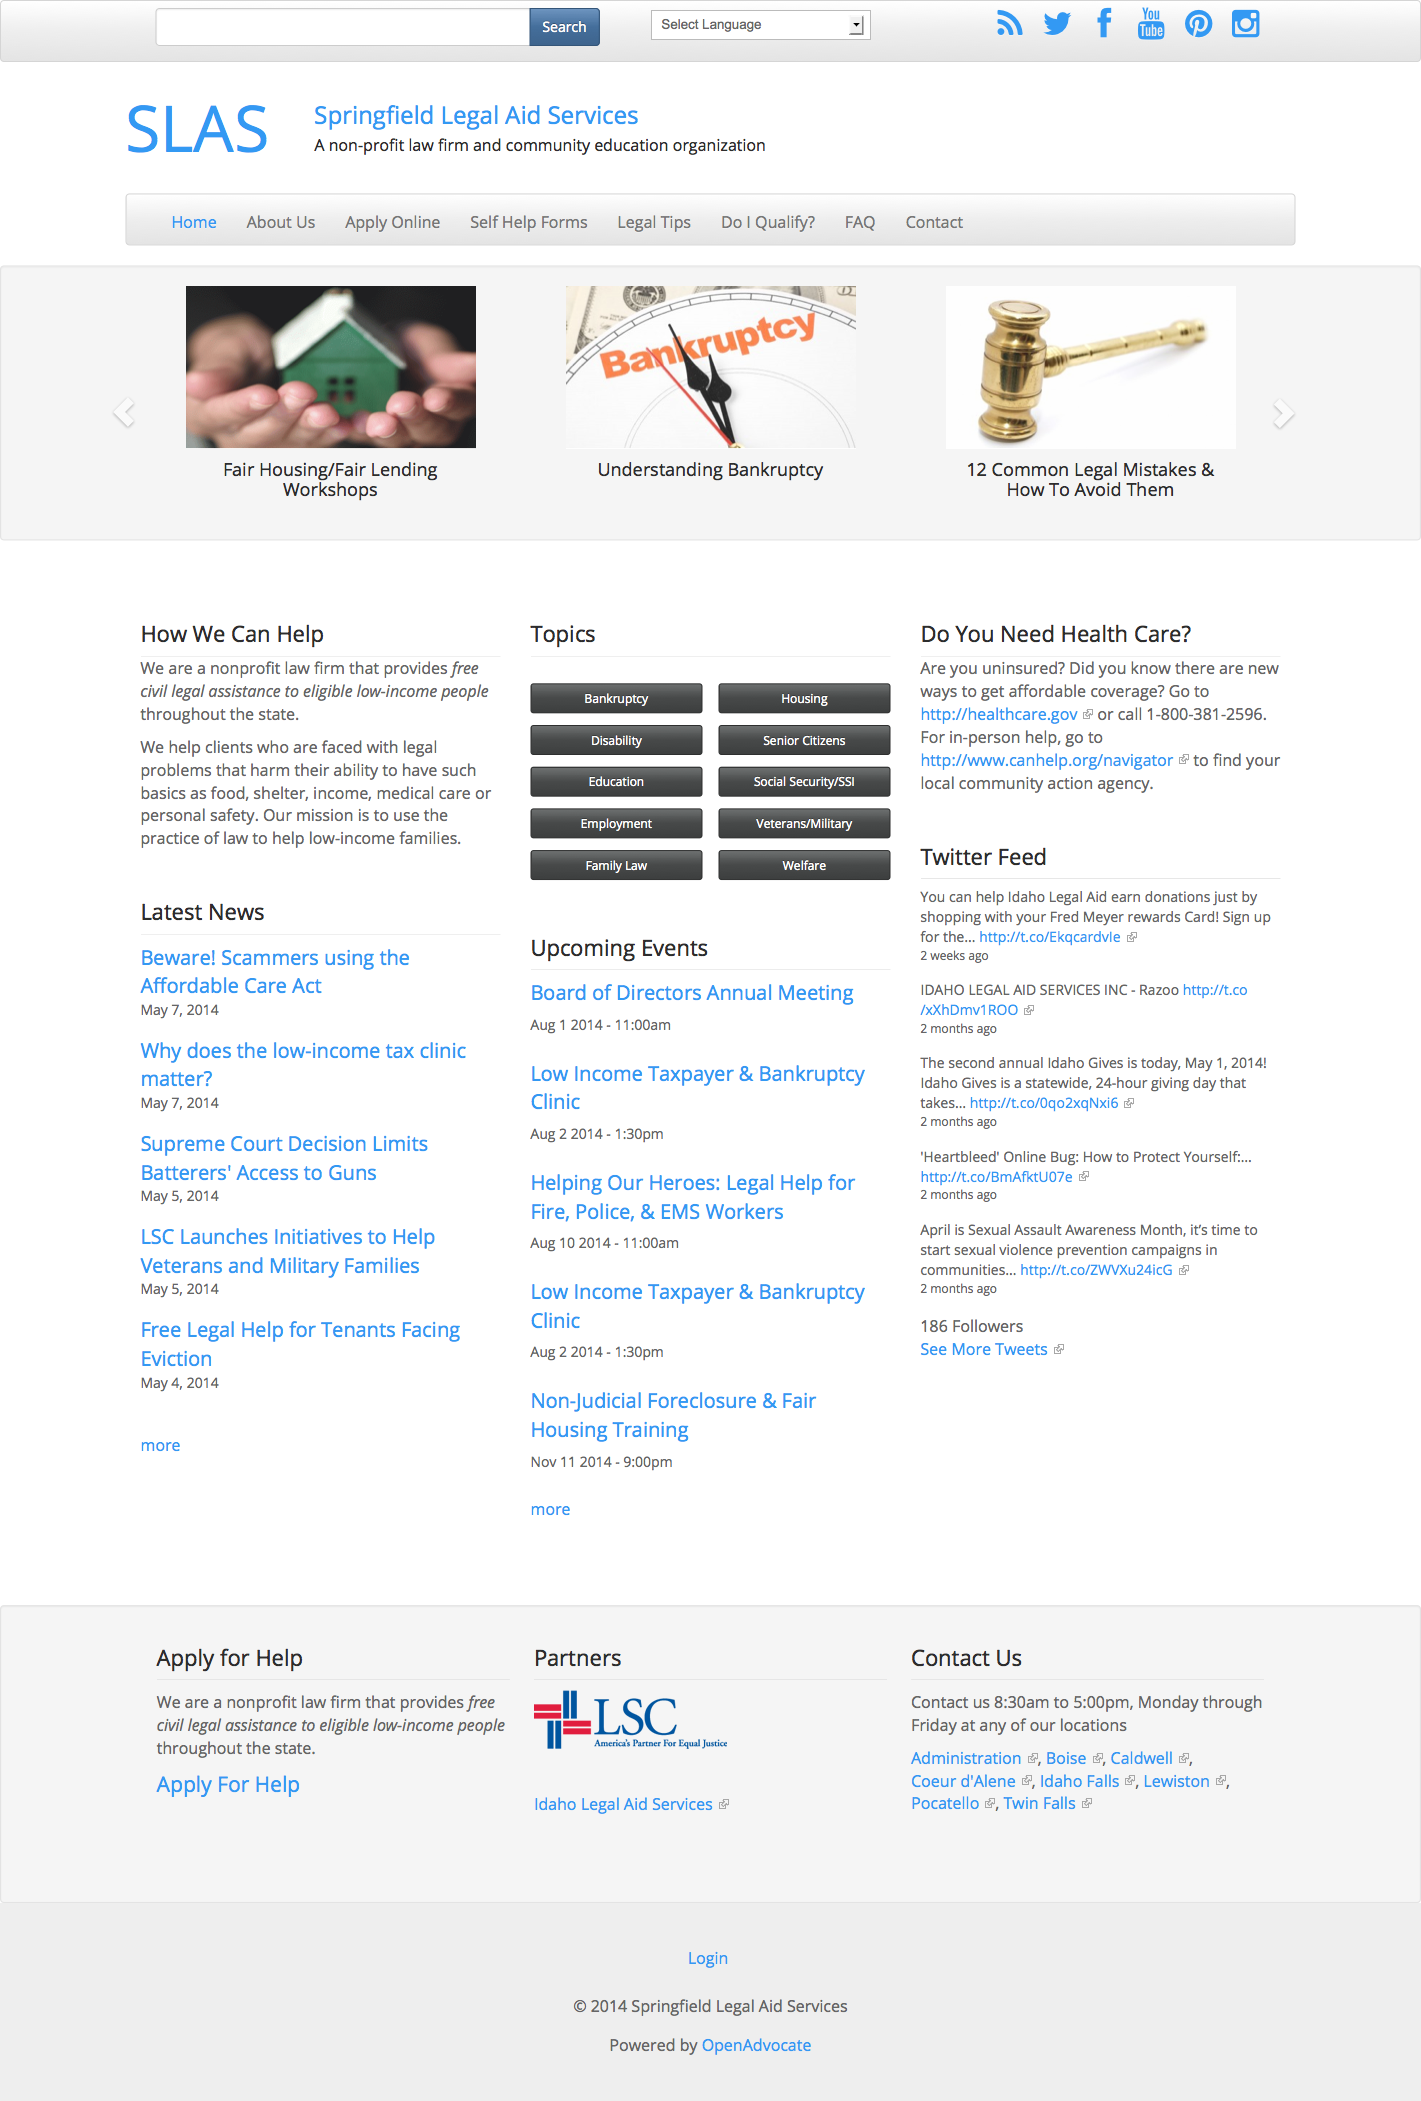 Search
Select Language
You
Tube
SLAS
Springfield Legal Aid Services
A non-profit law firm and community education organization
Home
About Us
Apply Online
Self Help Forms
Legal Tips
Do I Qualify?
FAQ
Contact
Bankruptcy
Fair Housing/Fair Lending
Workshops
Understanding Bankruptcy
12 Common Legal Mistakes &
How To Avoid Them
How We Can Help
We are a nonprofit law firm that provides free
civil legal assistance to eligible low-income people
throughout the state.
We help clients who are faced with legal
problems that harm their ability to have such
basics as food, shelter, income, medical care or
personal safety. Our mission is to use the
practice of law to help low-income families.
Latest News
Beware! Scammers using the
Affordable Care Act
May 7, 2014
Why does the low-income tax clinic
matter?
May 7, 2014
Supreme Court Decision Limits
Batterers' Access to Guns
May 5, 2014
LSC Launches Initiatives to Help
Veterans and Military Families
May 5, 2014
Free Legal Help for Tenants Facing
Eviction
May 4, 2014
more
Topics
Bankruptcy
Housing
Disability
Senior Citizens
Education
Social Security/SSI
Employment
Veterans/Military
Family Law
Welfare
Upcoming Events
Board of Directors Annual Meeting
Aug 1 2014 - 11:00am
Low Income Taxpayer & Bankruptcy
Clinic
Aug 2 2014 - 1:30pm
Helping Our Heroes: Legal Help for
Fire, Police, & EMS Workers
Aug 10 2014 - 11:00am
Low Income Taxpayer & Bankruptcy
Clinic
Aug 2 2014 - 1:30pm
Non-Judicial Foreclosure & Fair
Housing Training
Nov 11 2014 - 9:00pm
more
Do You Need Health Care?
Are you uninsured? Did you know there are new
ways to get affordable coverage? Go to
http://healthcare.gov or call 1-800-381-2596.
For in-person help, go to
http://www.canhelp.org/navigator to find your
local community action agency.
Twitter Feed
You can help Idaho Legal Aid earn donations just by
shopping with your Fred Meyer rewards Card! Sign up
for the... http://t.co/EkqcardvIe
2 weeks ago
IDAHO LEGAL AID SERVICES INC - Razoo http://t.co
/xXhDmv1ROO
2 months ago
The second annual Idaho Gives is today, May 1, 2014!
Idaho Gives is a statewide, 24-hour giving day that
takes... http://t.co/0qo2xqNxi6
2 months ago
'Heartbleed' Online Bug: How to Protect Yourself:...
http://t.co/BmAfktU07e
2 months ago
April is Sexual Assault Awareness Month, it's time to
start sexual violence prevention campaigns in
communities... http://t.co/ZWVXu24icG
2 months ago
186 Followers
See More Tweets
Apply for Help
We are a nonprofit law firm that provides free
civil legal assistance to eligible low-income people
throughout the state.
Apply For Help
Partners
LSC
America's Partner For Equal Justice
Idaho Legal Aid Services
Contact Us
Contact us 8:30am to 5:00pm, Monday through
Friday at any of our locations
Administration , Boise , Caldwell ,
Coeur d'Alene , Idaho Falls , Lewiston ,
Pocatello , Twin Falls
Login
© 2014 Springfield Legal Aid Services
Powered by OpenAdvocate